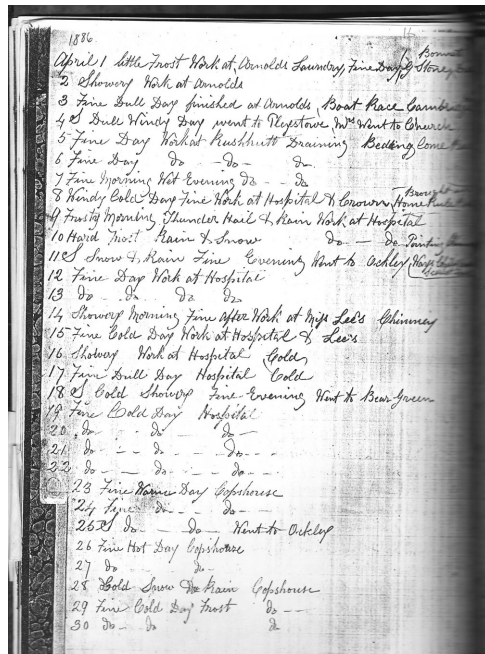 1886
April 1 little Frost Work at Arnolds Laundry, Fine Day, G Stoney
Bonnet
2 Showery Work at Arnolds
3 Fine Dull Day finished at Arnolds Boat Race
4 S Dull Windy Day went to Mrs Went to Church
5 Fine Day Work at Draining Bedding Come
6 Fine Day do - do - do
7 Fine Morning Wet Evening do - do
Brought
8 Windy Cold Day Fine Work at Hospital & Crown, Home
9 Frosty Morning Thunder Hail & Rain Work at Hospital
10 Hard Frost Rain & Snow do - do Painting
11 S Snow & Rain Fine Evening Went to Ockley
12 Fine Day Work at Hospital
13 do - do do do
14 Showery Morning Fine after Work at Miss Lee's Chimney
15 Fine Cold Day Work at Hospital & Lee's
16 Showery Work at Hospital Cold
17 Fine Dull Day Hospital Cold
18 S Cold Showery Fine Evening Went to Bear Green
19 Fine Cold Day Hospital
20 do - do - do
21 do - do - do
22 do - do - do
23 Fine Warm Day Copshouse
24 Fine do - do
25 S do - do Went to Ockley
26 Fine Hot Day Copshouse
27 do - do
28 Cold Snow & Rain Copshouse
29 Fine Cold Day Frost do
30 do - do do